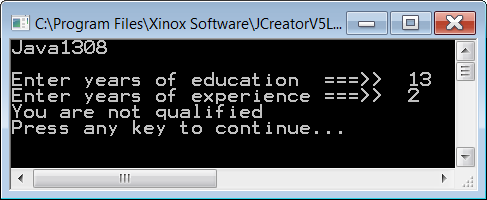 C:\Program Files\Xinox Software\JCreatorV5L...
Java1308
Enter years of education  ===>>  13
Enter years of experience ===>>  2
You are not qualified
Press any key to continue...